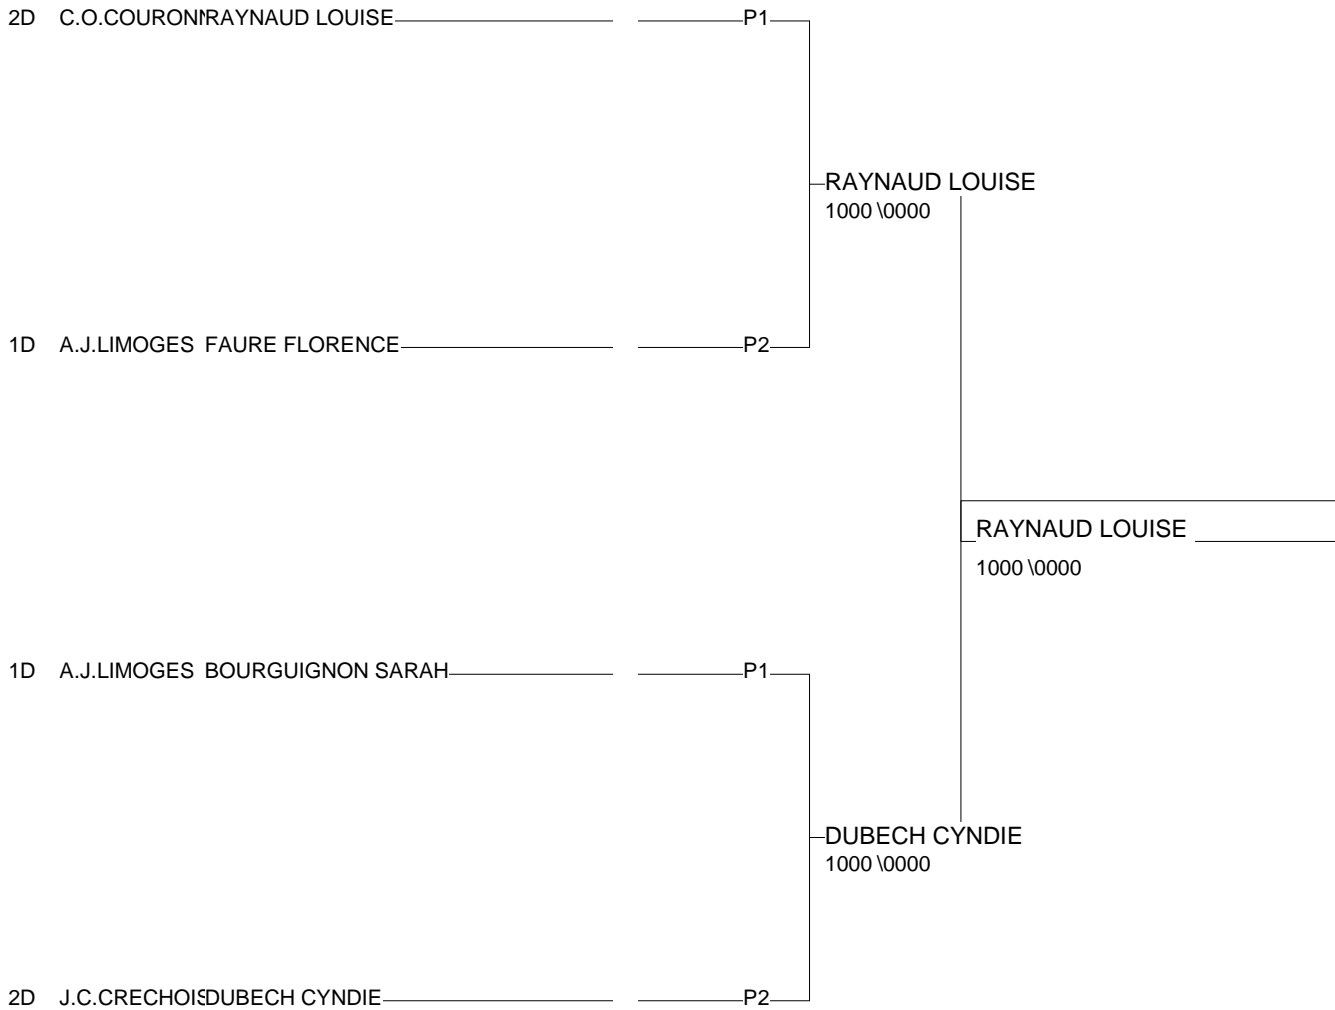 2D C.O.COURON RAYNAUD LOUISE P1
RAYNAUD LOUISE
1000 \0000
1D A.J.LIMOGES FAURE FLORENCE P2
RAYNAUD LOUISE
1000 \0000
1D A.J.LIMOGES BOURGUIGNON SARAH P1
DUBECH CYNDIE
1000 \0000
2D J.C.CRECHOIS DUBECH CYNDIE P2